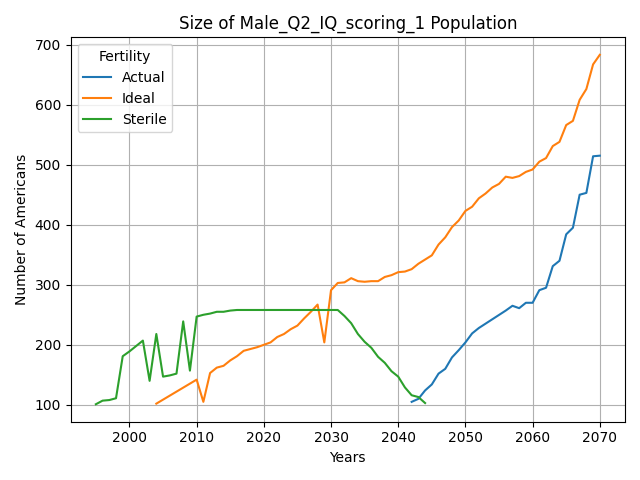 Size of Male_Q2_IQ_scoring_1 Population
Fertility
Actual
Ideal
Sterile
Number of Americans
700
600
500
400
300
200
100
2000 2010 2020 2030 2040 2050 2060 2070
Years